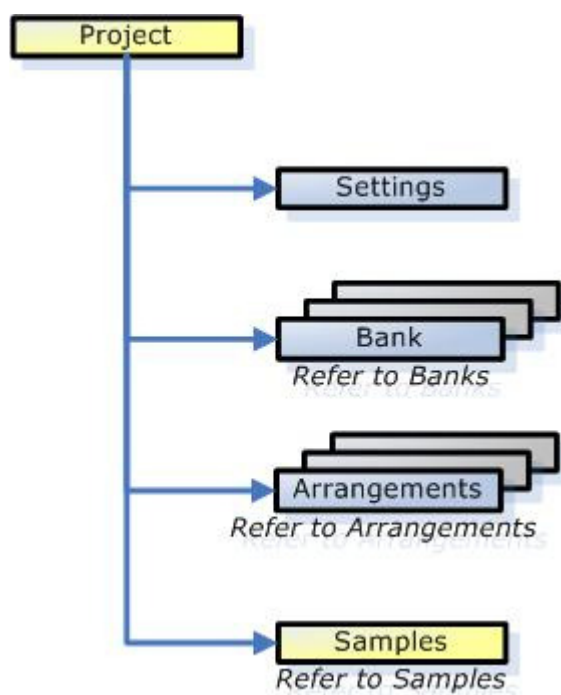 Project
Settings
Bank
Refer to Banks
Arrangements
Refer to Arrangements
Samples
Refer to Samples